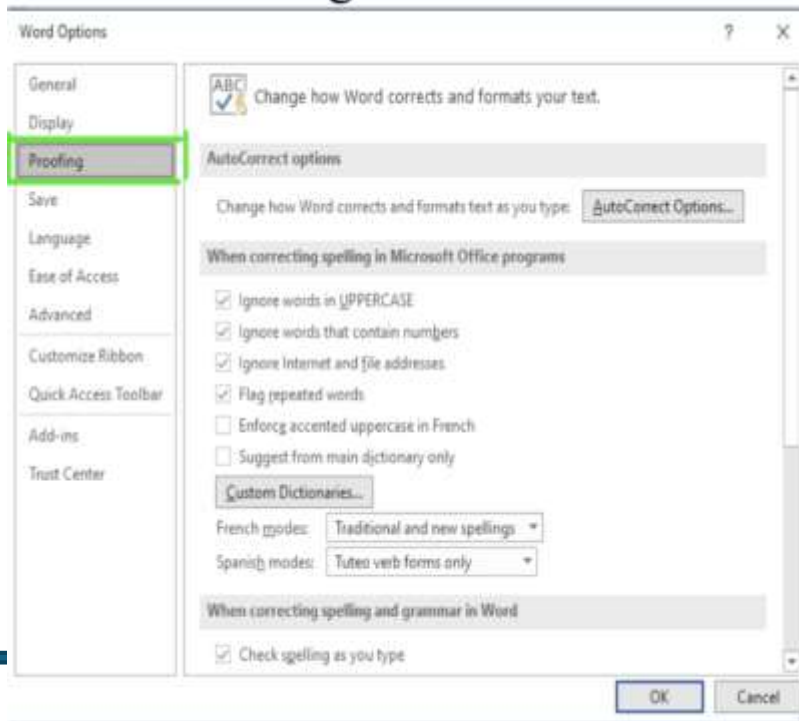 Word Options
General
Display
Proofing
Save
Language
Ease of Access
Advanced
Customize Ribbon
Quick Access Toolbar
Add-ins
Trust Center
ABC
Change how Word corrects and formats your text.
AutoCorrect options
Change how Word corrects and formats text as you type: AutoCorrect Options...
When correcting spelling in Microsoft Office programs
Ignore words in UPPERCASE
Ignore words that contain numbers
Ignore Internet and file addresses
Flag repeated words
Enforce accented uppercase in French
Suggest from main dictionary only
Custom Dictionaries...
French modes: Traditional and new spellings
Spanish modes: Tuteo verb forms only
When correcting spelling and grammar in Word
Check spelling as you type
OK Cancel